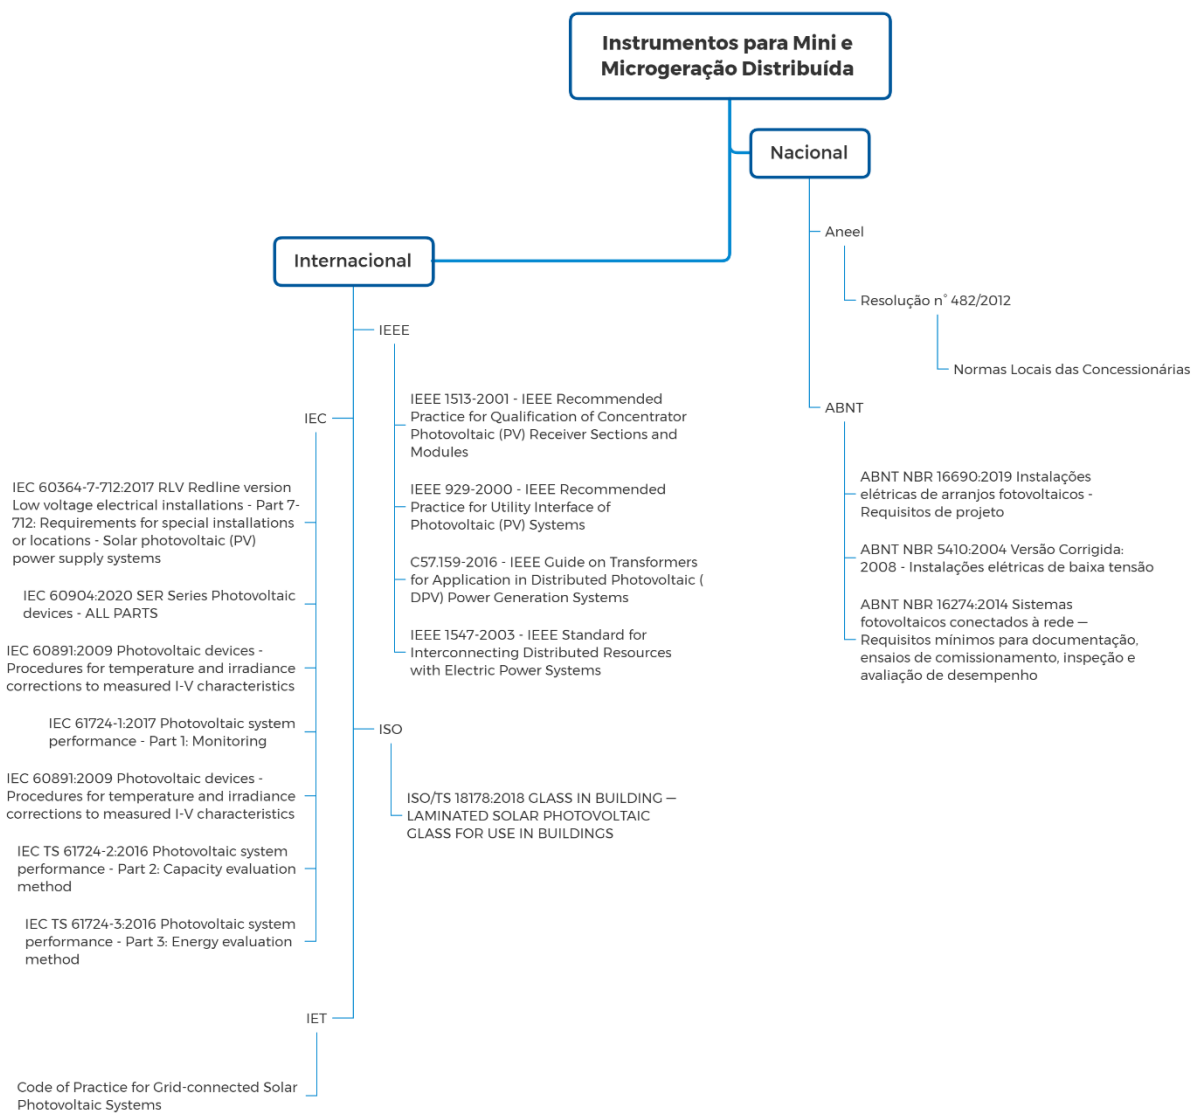 Instrumentos para Mini e
Microgeração Distribuída
Nacional
Aneel
Resolução n° 482/2012
Normas Locais das Concessionárias
ABNT
ABNT NBR 16690:2019 Instalações
elétricas de arranjos fotovoltaicos -
Requisitos de projeto
ABNT NBR 5410:2004 Versão Corrigida:
2008 - Instalações elétricas de baixa tensão
ABNT NBR 16274:2014 Sistemas
fotovoltaicos conectados à rede —
Requisitos mínimos para documentação,
ensaios de comissionamento, inspeção e
avaliação de desempenho
Internacional
IEEE
IEEE 1513-2001 - IEEE Recommended
Practice for Qualification of Concentrator
Photovoltaic (PV) Receiver Sections and
Modules
IEEE 929-2000 - IEEE Recommended
Practice for Utility Interface of
Photovoltaic (PV) Systems
C57.159-2016 - IEEE Guide on Transformers
for Application in Distributed Photovoltaic (
DPV) Power Generation Systems
IEEE 1547-2003 - IEEE Standard for
Interconnecting Distributed Resources
with Electric Power Systems
IEC
IEC 60364-7-712:2017 RLV Redline version
Low voltage electrical installations - Part 7-
712: Requirements for special installations
or locations - Solar photovoltaic (PV)
power supply systems
IEC 60904:2020 SER Series Photovoltaic
devices - ALL PARTS
IEC 60891:2009 Photovoltaic devices -
Procedures for temperature and irradiance
corrections to measured I-V characteristics
IEC 61724-1:2017 Photovoltaic system
performance - Part 1: Monitoring
IEC 60891:2009 Photovoltaic devices -
Procedures for temperature and irradiance
corrections to measured I-V characteristics
IEC TS 61724-2:2016 Photovoltaic system
performance - Part 2: Capacity evaluation
method
IEC TS 61724-3:2016 Photovoltaic system
performance - Part 3: Energy evaluation
method
ISO
ISO/TS 18178:2018 GLASS IN BUILDING —
LAMINATED SOLAR PHOTOVOLTAIC
GLASS FOR USE IN BUILDINGS
IET
Code of Practice for Grid-connected Solar
Photovoltaic Systems